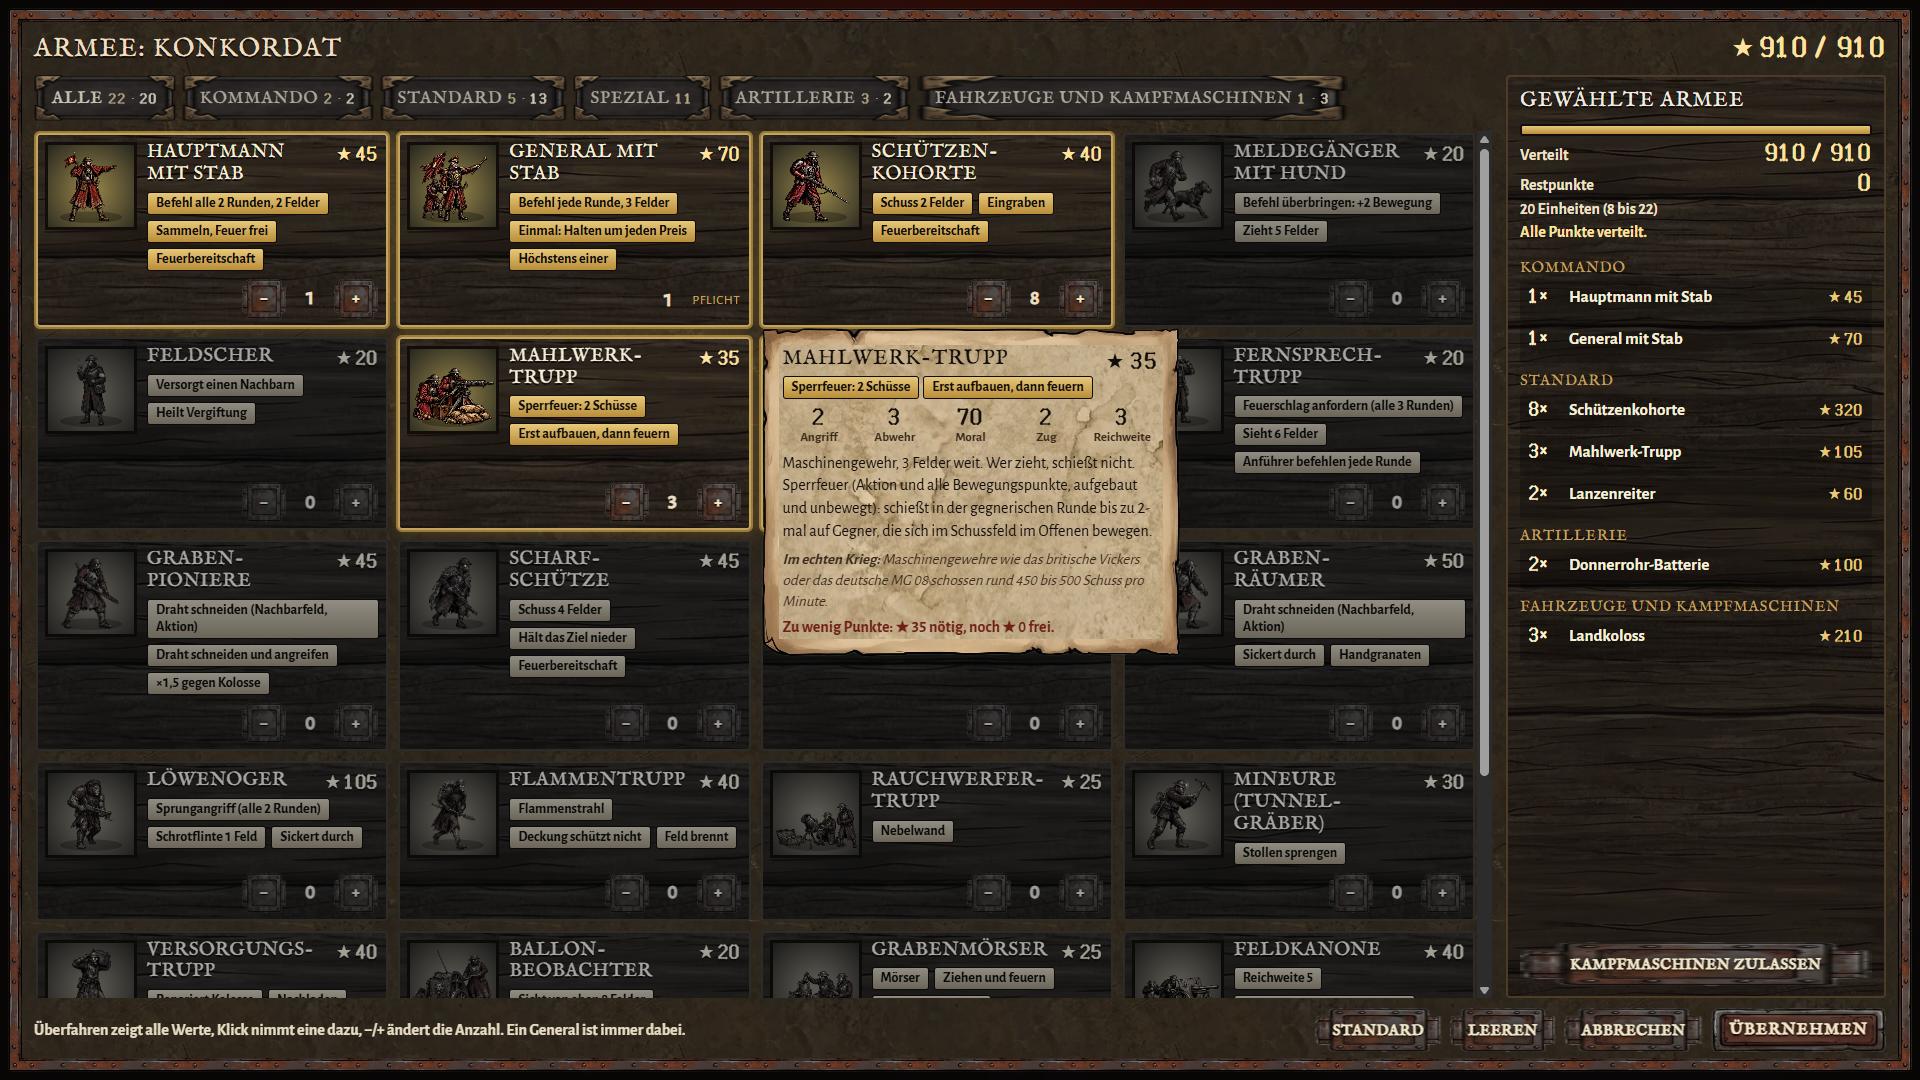 ARMEE: KONKORDAT
★ 910 / 910
ALLE 22 · 20
KOMMANDO 2 · 2
STANDARD 5 · 13
SPEZIAL 11
ARTILLERIE 3 · 2
FAHRZEUGE UND KAMPFMASCHINEN 1 · 3
HAUPTMANN
MIT STAB
★ 45
Befehl alle 2 Runden, 2 Felder
Sammeln, Feuer frei
Feuerbereitschaft
− 1 +
GENERAL MIT
STAB
★ 70
Befehl jede Runde, 3 Felder
Einmal: Halten um jeden Preis
Höchstens einer
1 PFLICHT
SCHÜTZEN-
KOHORTE
★ 40
Schuss 2 Felder
Eingraben
Feuerbereitschaft
− 8 +
MELDEGÄNGER
MIT HUND
★ 20
Befehl überbringen: +2 Bewegung
Zieht 5 Felder
− 0 +
FELDSCHER
★ 20
Versorgt einen Nachbarn
Heilt Vergiftung
− 0 +
MAHLWERK-
TRUPP
★ 35
Sperrfeuer: 2 Schüsse
Erst aufbauen, dann feuern
− 3 +
MAHLWERK-TRUPP
★ 35
Sperrfeuer: 2 Schüsse
Erst aufbauen, dann feuern
2 3 70 2 3
Angriff Abwehr Moral Zug Reichweite
Maschinengewehr, 3 Felder weit. Wer zieht, schießt nicht.
Sperrfeuer (Aktion und alle Bewegungspunkte, aufgebaut
und unbewegt): schießt in der gegnerischen Runde bis zu 2-
mal auf Gegner, die sich im Schussfeld im Offenen bewegen.
Im echten Krieg: Maschinengewehre wie das britische Vickers
oder das deutsche MG 08 schossen rund 450 bis 500 Schuss pro
Minute.
Zu wenig Punkte: ★ 35 nötig, noch ★ 0 frei.
FERNSPRECH-
TRUPP
★ 20
Feuerschlag anfordern (alle 3 Runden)
Sieht 6 Felder
Anführer befehlen jede Runde
− 0 +
GRABEN-
PIONIERE
★ 45
Draht schneiden (Nachbarfeld,
Aktion)
Draht schneiden und angreifen
×1,5 gegen Kolosse
− 0 +
SCHARF-
SCHÜTZE
★ 45
Schuss 4 Felder
Hält das Ziel nieder
Feuerbereitschaft
− 0 +
− 0 +
GRABEN-
RÄUMER
★ 50
Draht schneiden (Nachbarfeld,
Aktion)
Sickert durch
Handgranaten
− 0 +
LÖWENOGER
★ 105
Sprungangriff (alle 2 Runden)
Schrotflinte 1 Feld
Sickert durch
− 0 +
FLAMMENTRUPP
★ 40
Flammenstrahl
Deckung schützt nicht
Feld brennt
− 0 +
RAUCHWERFER-
TRUPP
★ 25
Nebelwand
− 0 +
MINEURE
(TUNNEL-
GRÄBER)
★ 30
Stollen sprengen
− 0 +
VERSORGUNGS-
TRUPP
★ 40
BALLON-
BEOBACHTER
★ 20
GRABENMÖRSER
★ 25
Mörser
Ziehen und feuern
FELDKANONE
★ 40
Reichweite 5
GEWÄHLTE ARMEE
Verteilt 910 / 910
Restpunkte 0
20 Einheiten (8 bis 22)
Alle Punkte verteilt.
KOMMANDO
1× Hauptmann mit Stab ★ 45
1× General mit Stab ★ 70
STANDARD
8× Schützenkohorte ★ 320
3× Mahlwerk-Trupp ★ 105
2× Lanzenreiter ★ 60
ARTILLERIE
2× Donnerrohr-Batterie ★ 100
FAHRZEUGE UND KAMPFMASCHINEN
3× Landkoloss ★ 210
KAMPFMASCHINEN ZULASSEN
Überfahren zeigt alle Werte, Klick nimmt eine dazu, −/+ ändert die Anzahl. Ein General ist immer dabei.
STANDARD
LEEREN
ABBRECHEN
ÜBERNEHMEN